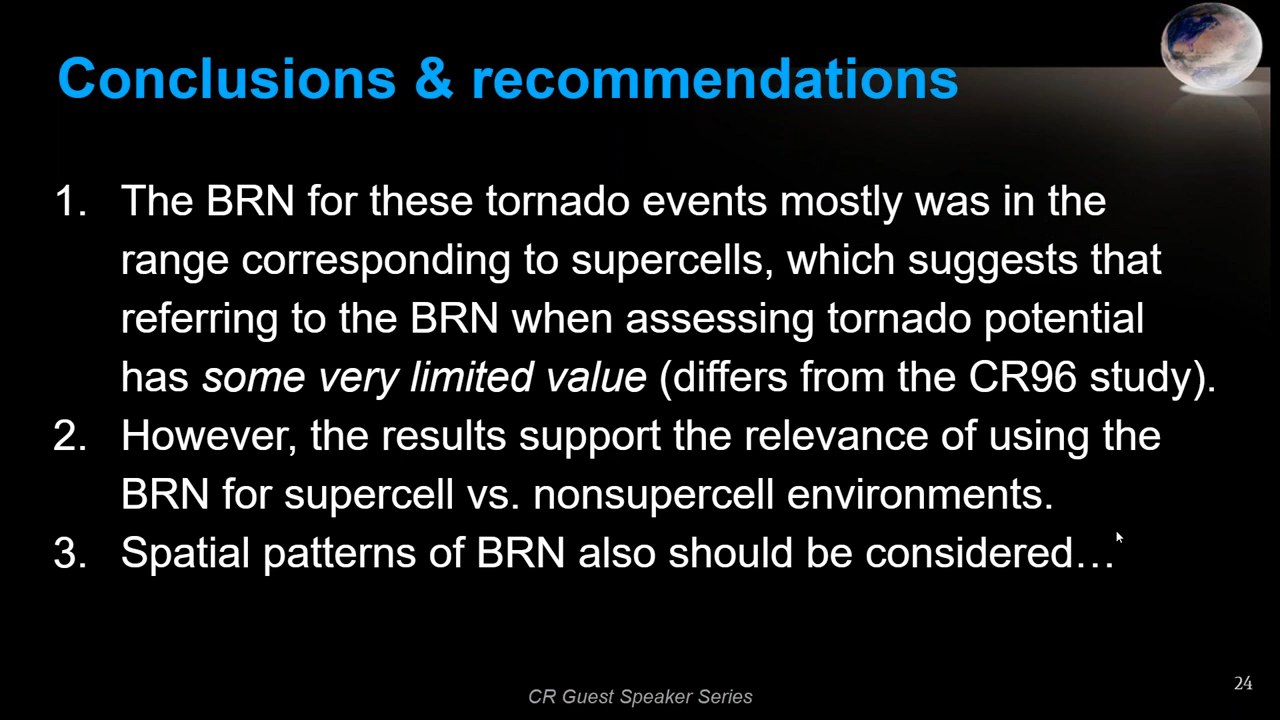 Conclusions & recommendations
1. The BRN for these tornado events mostly was in the
range corresponding to supercells, which suggests that
referring to the BRN when assessing tornado potential
has some very limited value (differs from the CR96 study).
2. However, the results support the relevance of using the
BRN for supercell vs. nonsupercell environments.
3. Spatial patterns of BRN also should be considered…
CR Guest Speaker Series
24